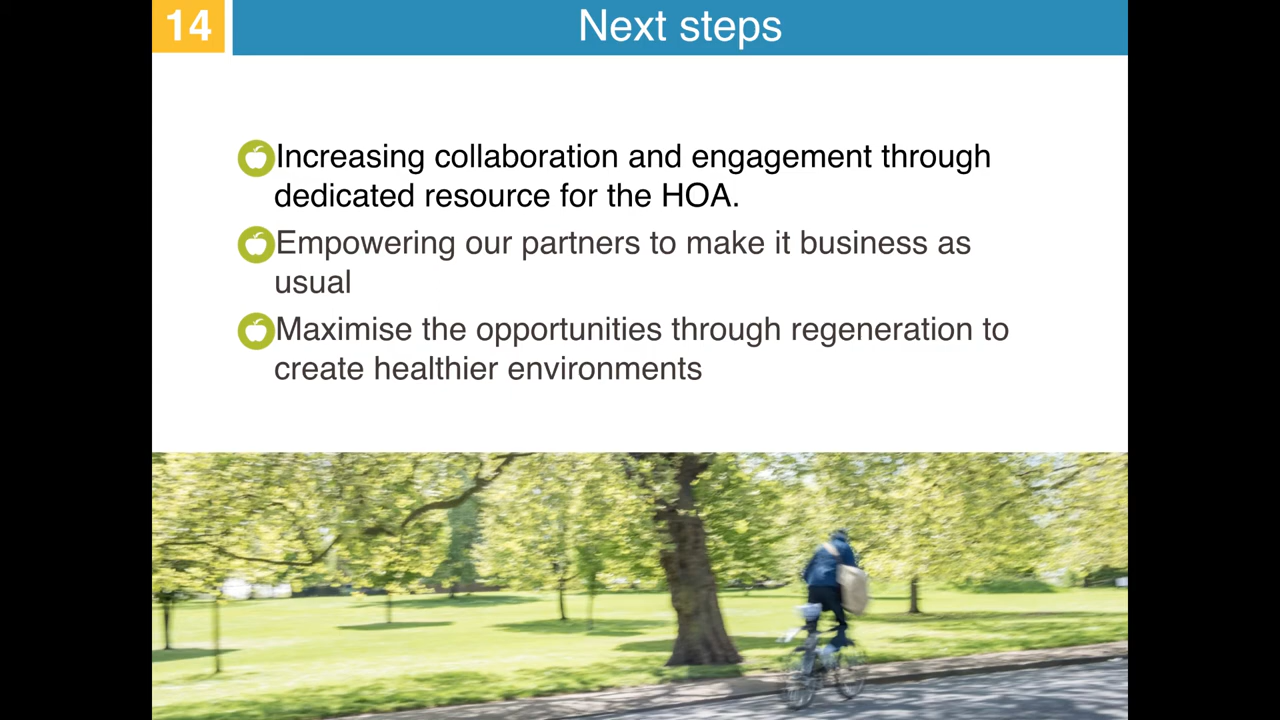 14
Next steps
Increasing collaboration and engagement through
dedicated resource for the HOA.
Empowering our partners to make it business as
usual
Maximise the opportunities through regeneration to
create healthier environments